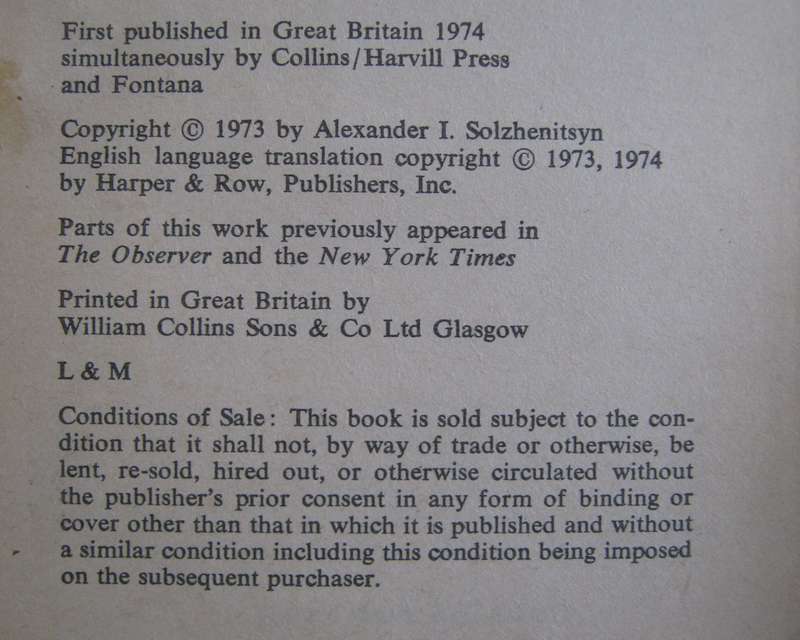 First published in Great Britain 1974
simultaneously by Collins/Harvill Press
and Fontana
Copyright © 1973 by Alexander I. Solzhenitsyn
English language translation copyright © 1973, 1974
by Harper & Row, Publishers, Inc.
Parts of this work previously appeared in
The Observer and the New York Times
Printed in Great Britain by
William Collins Sons & Co Ltd Glasgow
L & M
Conditions of Sale: This book is sold subject to the con-
dition that it shall not, by way of trade or otherwise, be
lent, re-sold, hired out, or otherwise circulated without
the publisher's prior consent in any form of binding or
cover other than that in which it is published and without
a similar condition including this condition being imposed
on the subsequent purchaser.